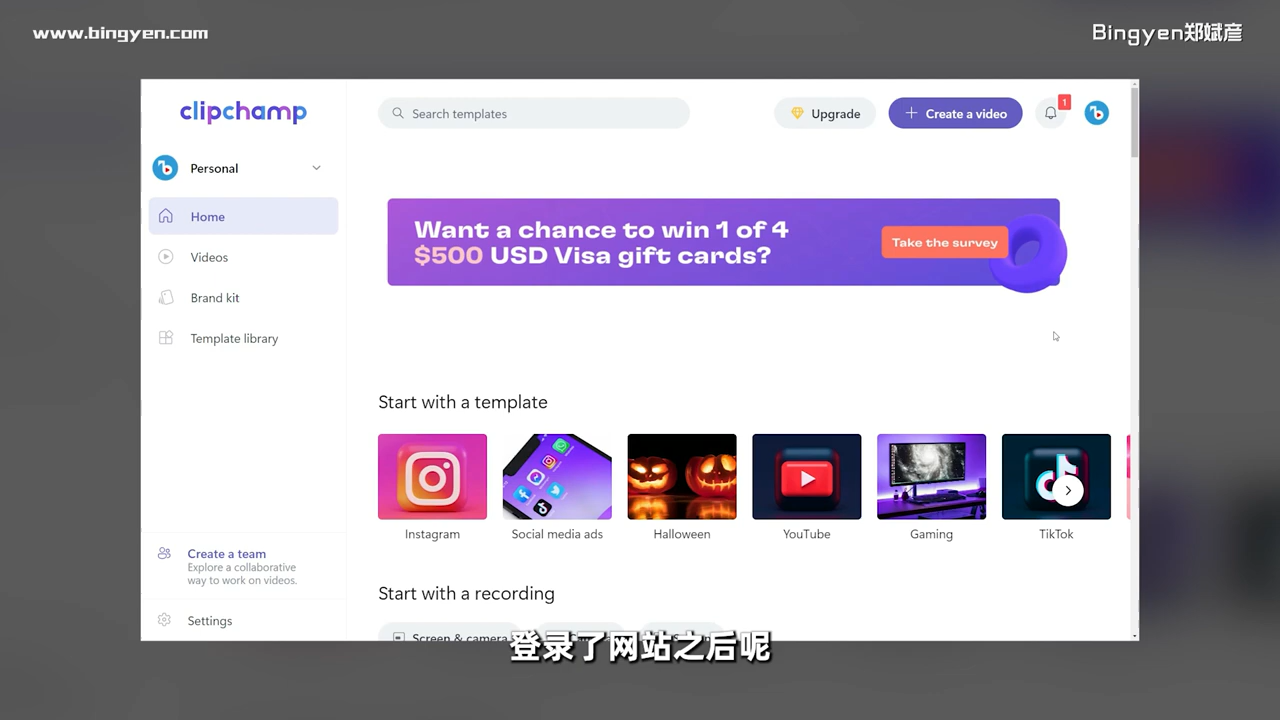 www.bingyen.com
Bingyen郑斌彦
clipchamp
Search templates
Upgrade
+ Create a video
1
Personal
Home
Videos
Brand kit
Template library
Want a chance to win 1 of 4
$500 USD Visa gift cards?
Take the survey
Start with a template
Instagram
Social media ads
Halloween
YouTube
Gaming
TikTok
Create a team
Explore a collaborative
way to work on videos.
Start with a recording
Settings
Screen & camera
登录了网站之后呢